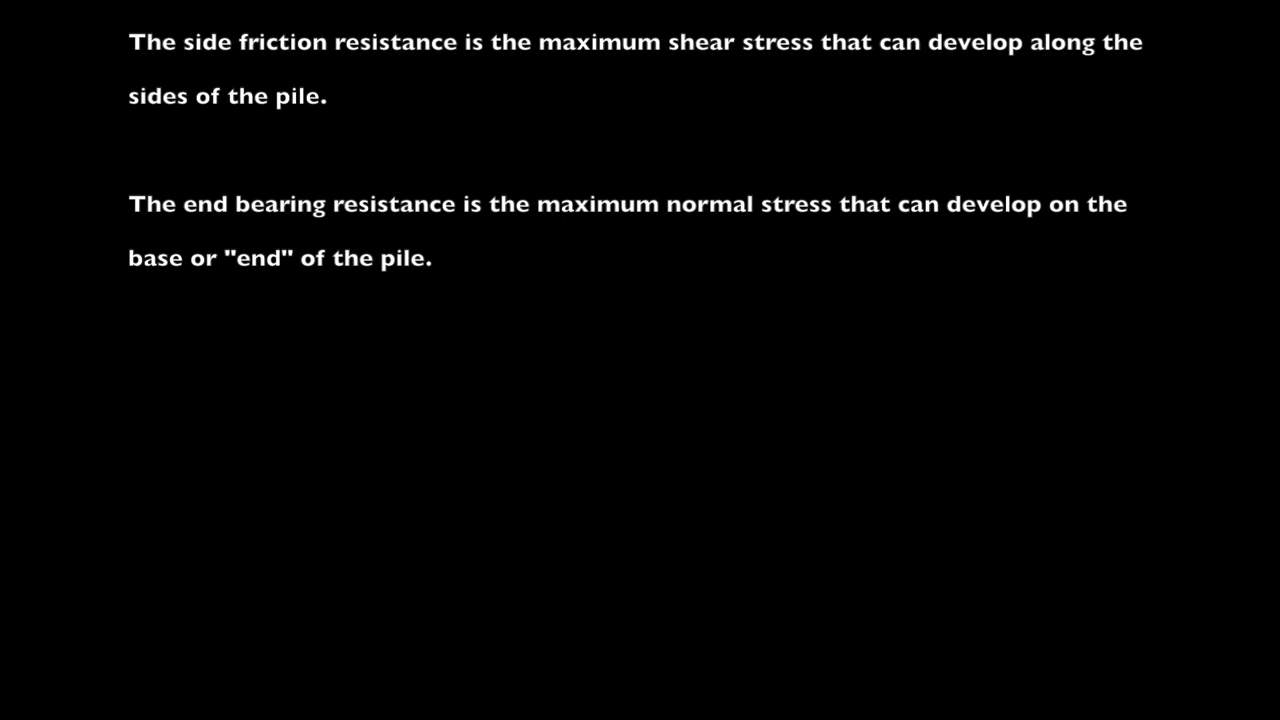 The side friction resistance is the maximum shear stress that can develop along the
sides of the pile.
The end bearing resistance is the maximum normal stress that can develop on the
base or "end" of the pile.